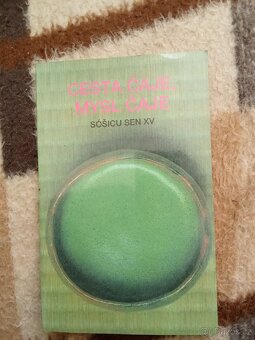 CESTA ČAJE,
MYSL ČAJE
SÓŠICU SEN XV